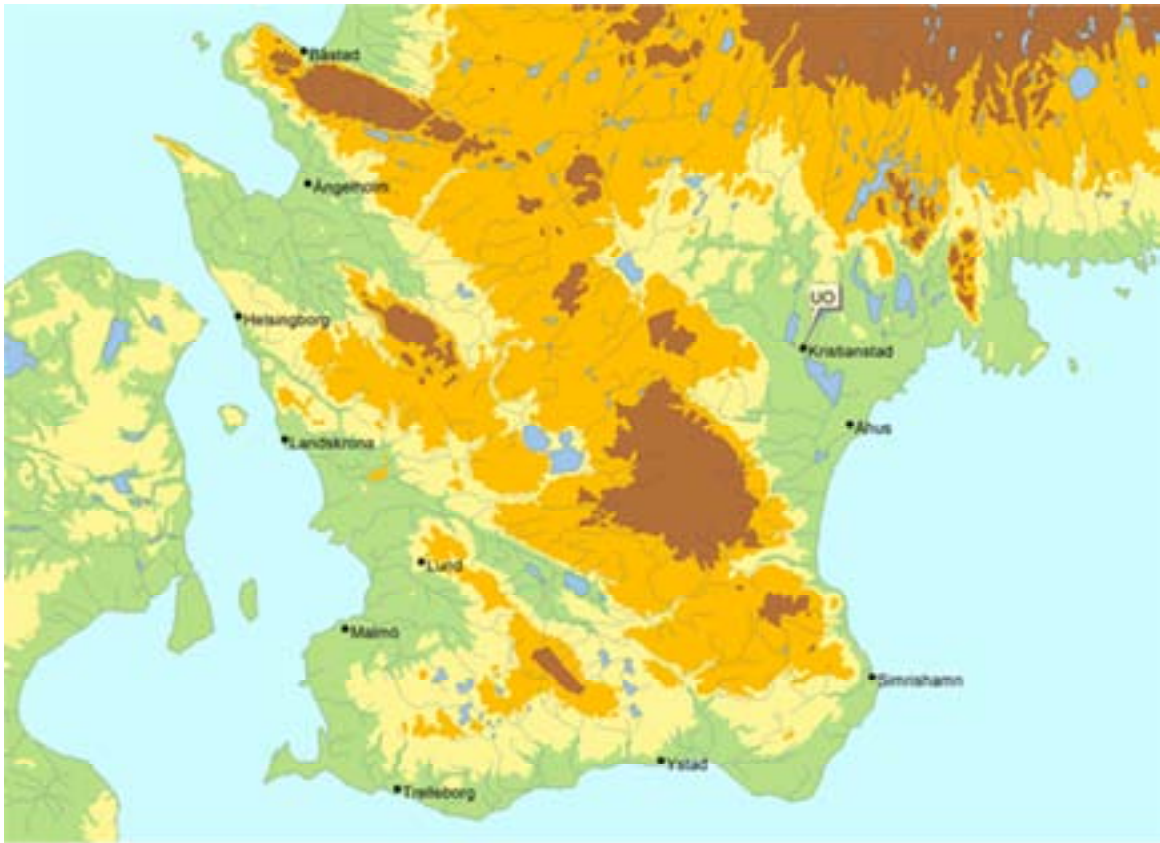 Båstad
Ängelholm
UO
Helsingborg
Kristianstad
Åhus
Landskrona
Lund
Malmö
Simrishamn
Ystad
Trelleborg